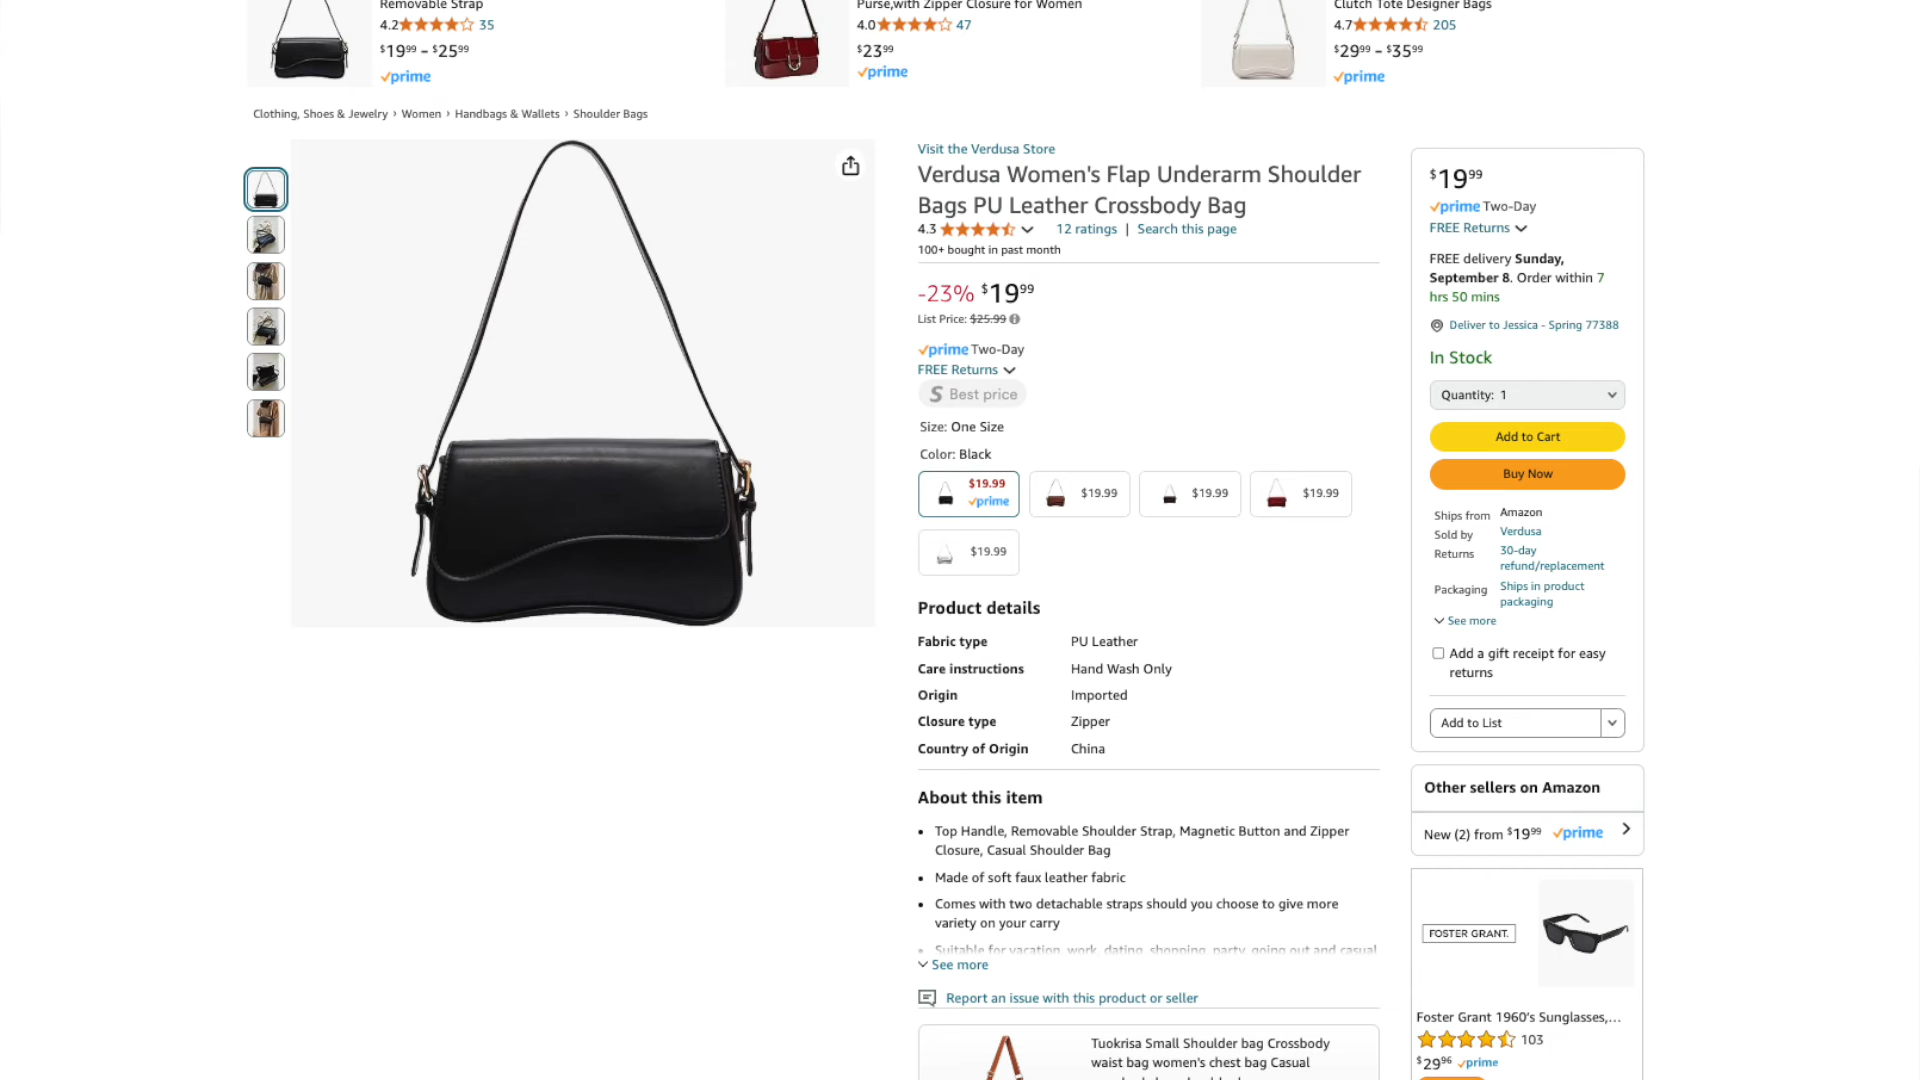 Removable Strap
4.2 35
$19.99 - $25.99
prime
Purse,with Zipper Closure for Women
4.0 47
$23.99
prime
Clutch Tote Designer Bags
4.7 205
$29.99 - $35.99
prime
Clothing, Shoes & Jewelry › Women › Handbags & Wallets › Shoulder Bags
Visit the Verdusa Store
Verdusa Women's Flap Underarm Shoulder
Bags PU Leather Crossbody Bag
4.3 12 ratings | Search this page
100+ bought in past month
-23% $19.99
List Price: $25.99
prime Two-Day
FREE Returns
S Best price
Size: One Size
Color: Black
$19.99
prime
$19.99
$19.99
$19.99
$19.99
Product details
Fabric type PU Leather
Care instructions Hand Wash Only
Origin Imported
Closure type Zipper
Country of Origin China
About this item
• Top Handle, Removable Shoulder Strap, Magnetic Button and Zipper
Closure, Casual Shoulder Bag
• Made of soft faux leather fabric
• Comes with two detachable straps should you choose to give more
variety on your carry
• Suitable for vacation, work, dating, shopping, party, going out and casual
See more
Report an issue with this product or seller
Tuokrisa Small Shoulder bag Crossbody
waist bag women's chest bag Casual
$19.99
prime Two-Day
FREE Returns
FREE delivery Sunday,
September 8. Order within 7
hrs 50 mins
Deliver to Jessica - Spring 77388
In Stock
Quantity: 1
Add to Cart
Buy Now
Ships from Amazon
Sold by Verdusa
Returns 30-day
refund/replacement
Packaging Ships in product
packaging
See more
Add a gift receipt for easy
returns
Add to List
Other sellers on Amazon
New (2) from $19.99 prime
FOSTER GRANT.
Foster Grant 1960's Sunglasses,...
103
$29.96 prime